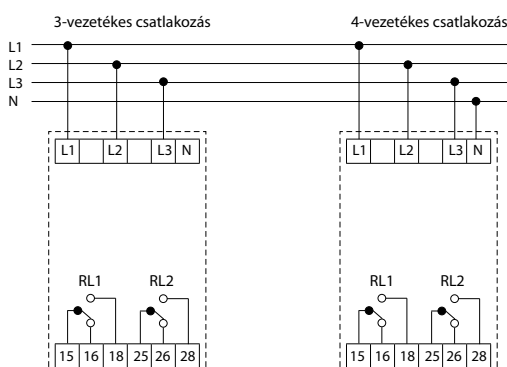 3-vezetékes csatlakozás 4-vezetékes csatlakozás
L1
L2
L3
N
L1 L2 L3 N L1 L2 L3 N
RL1 RL2 RL1 RL2
15 16 18 25 26 28 15 16 18 25 26 28